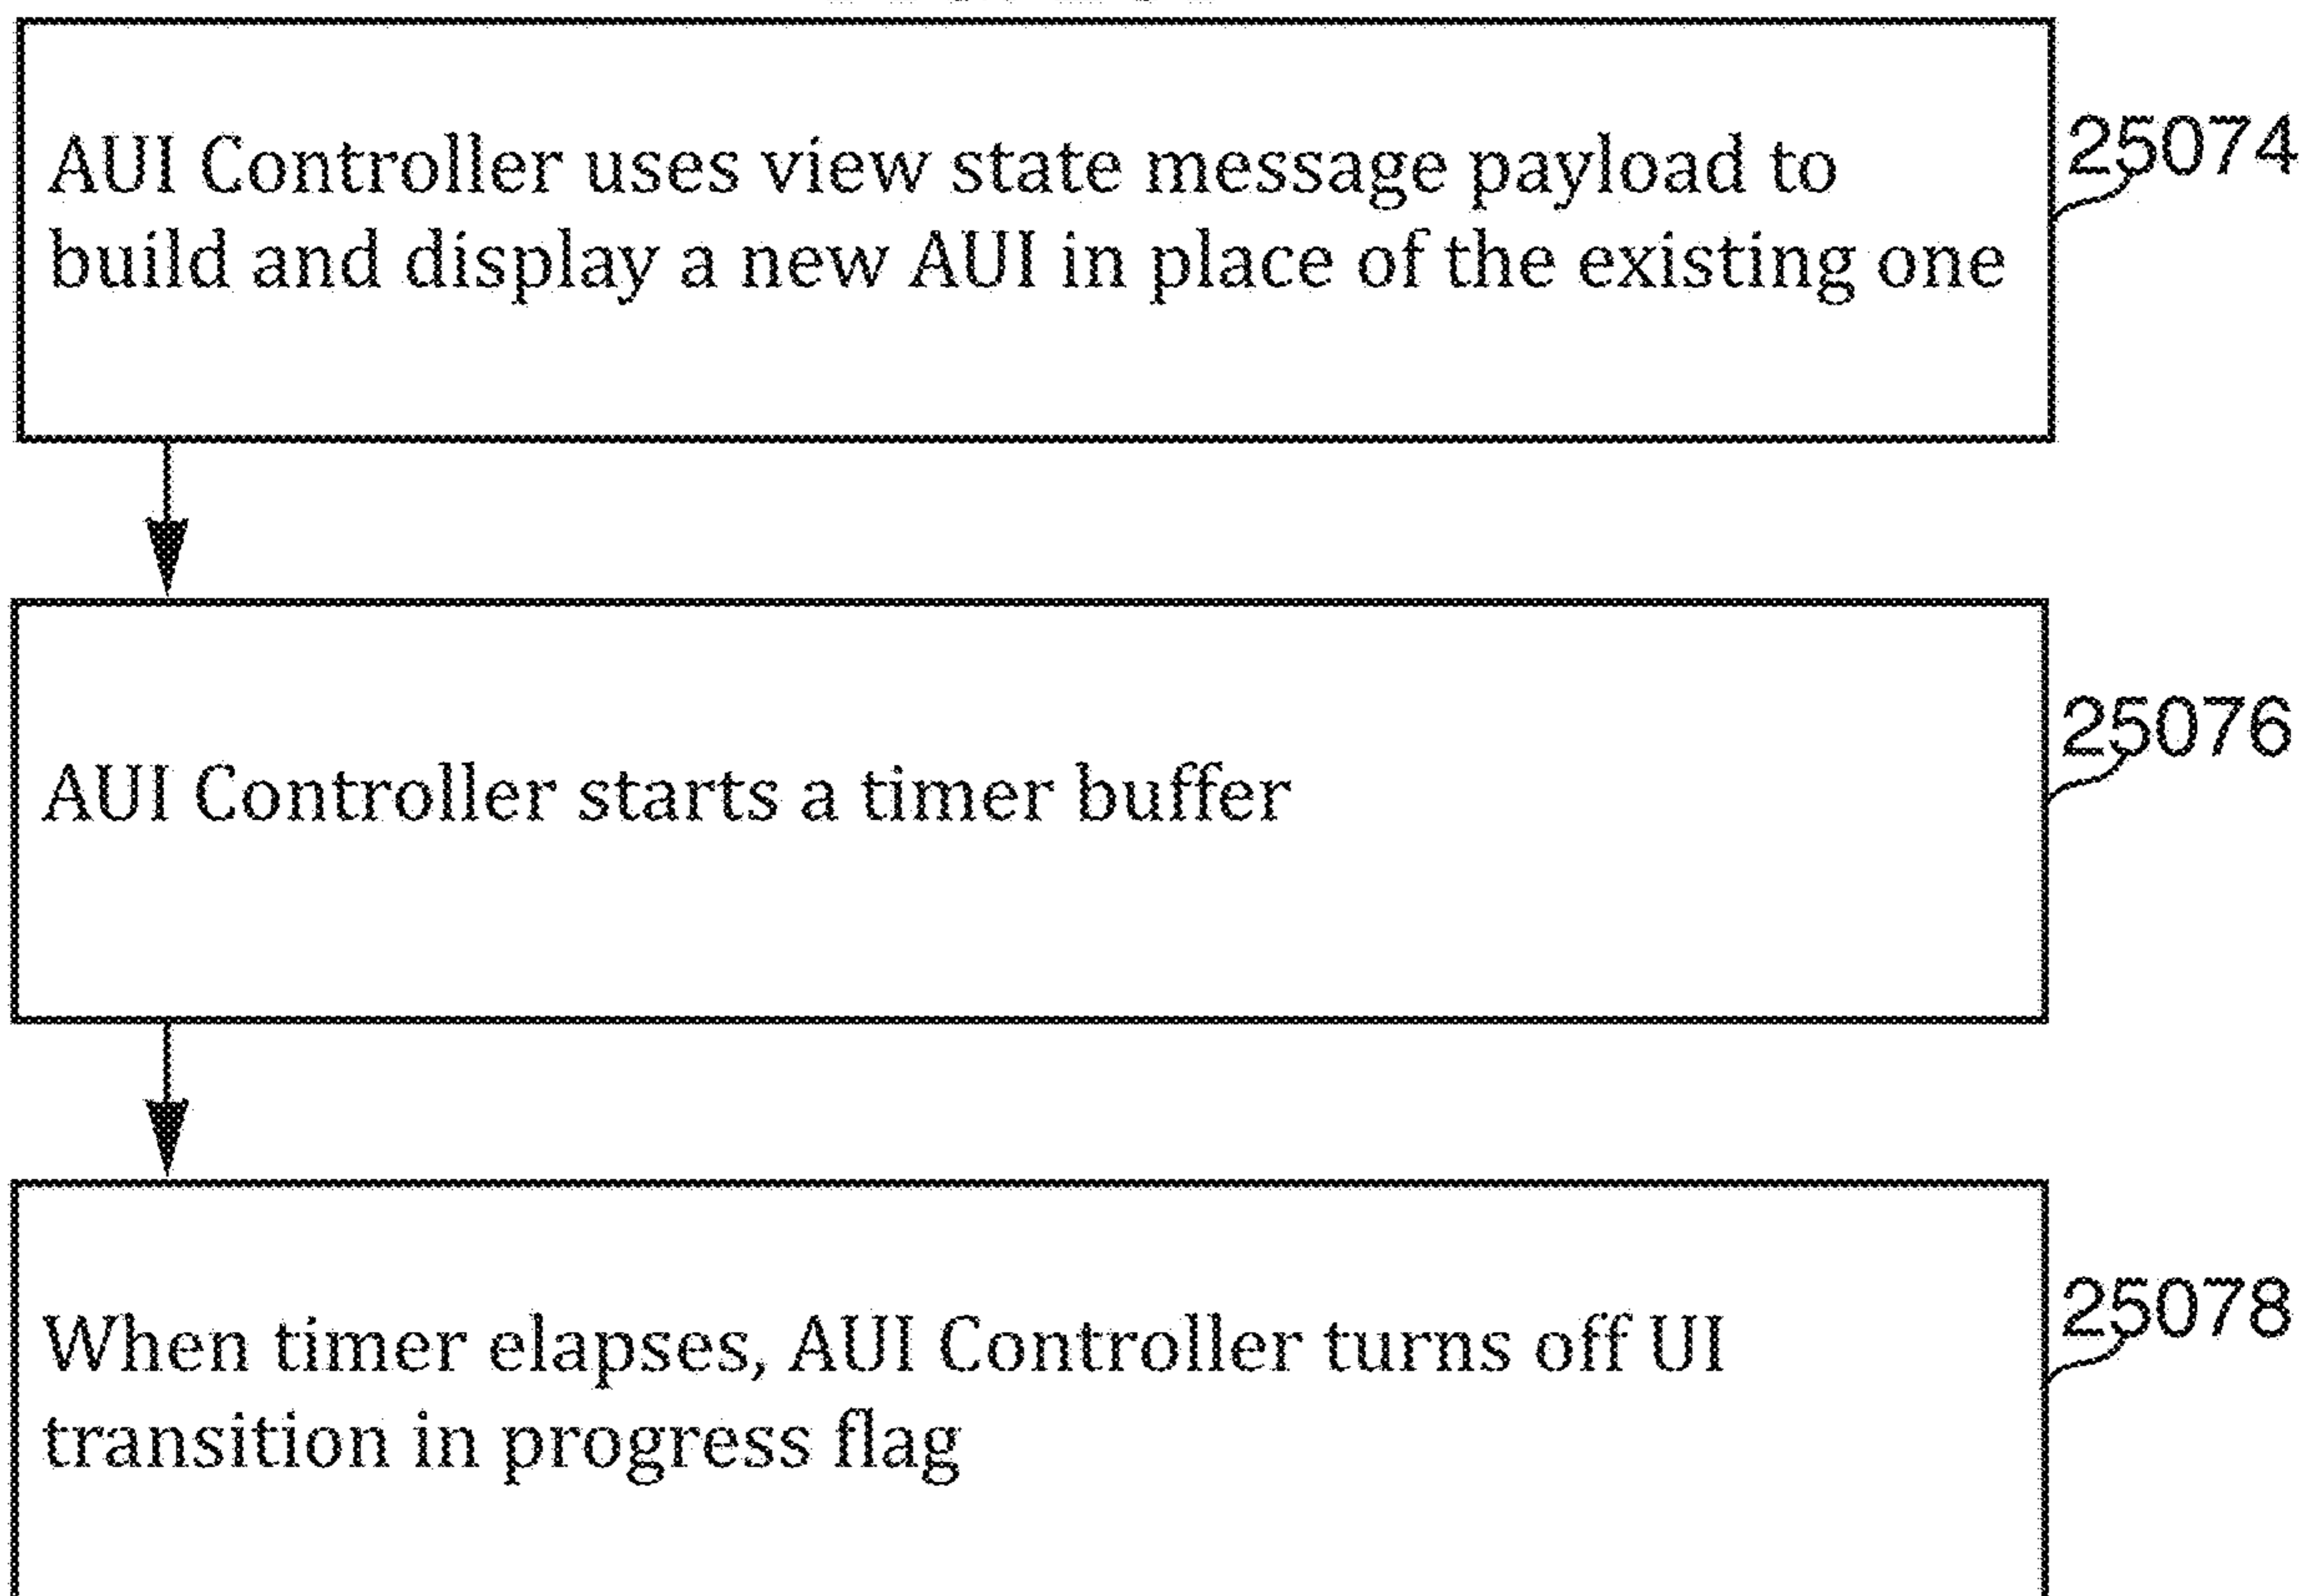 AUI Controller uses view state message payload to
build and display a new AUI in place of the existing one
25074
AUI Controller starts a timer buffer
25076
When timer elapses, AUI Controller turns off UI
transition in progress flag
25078